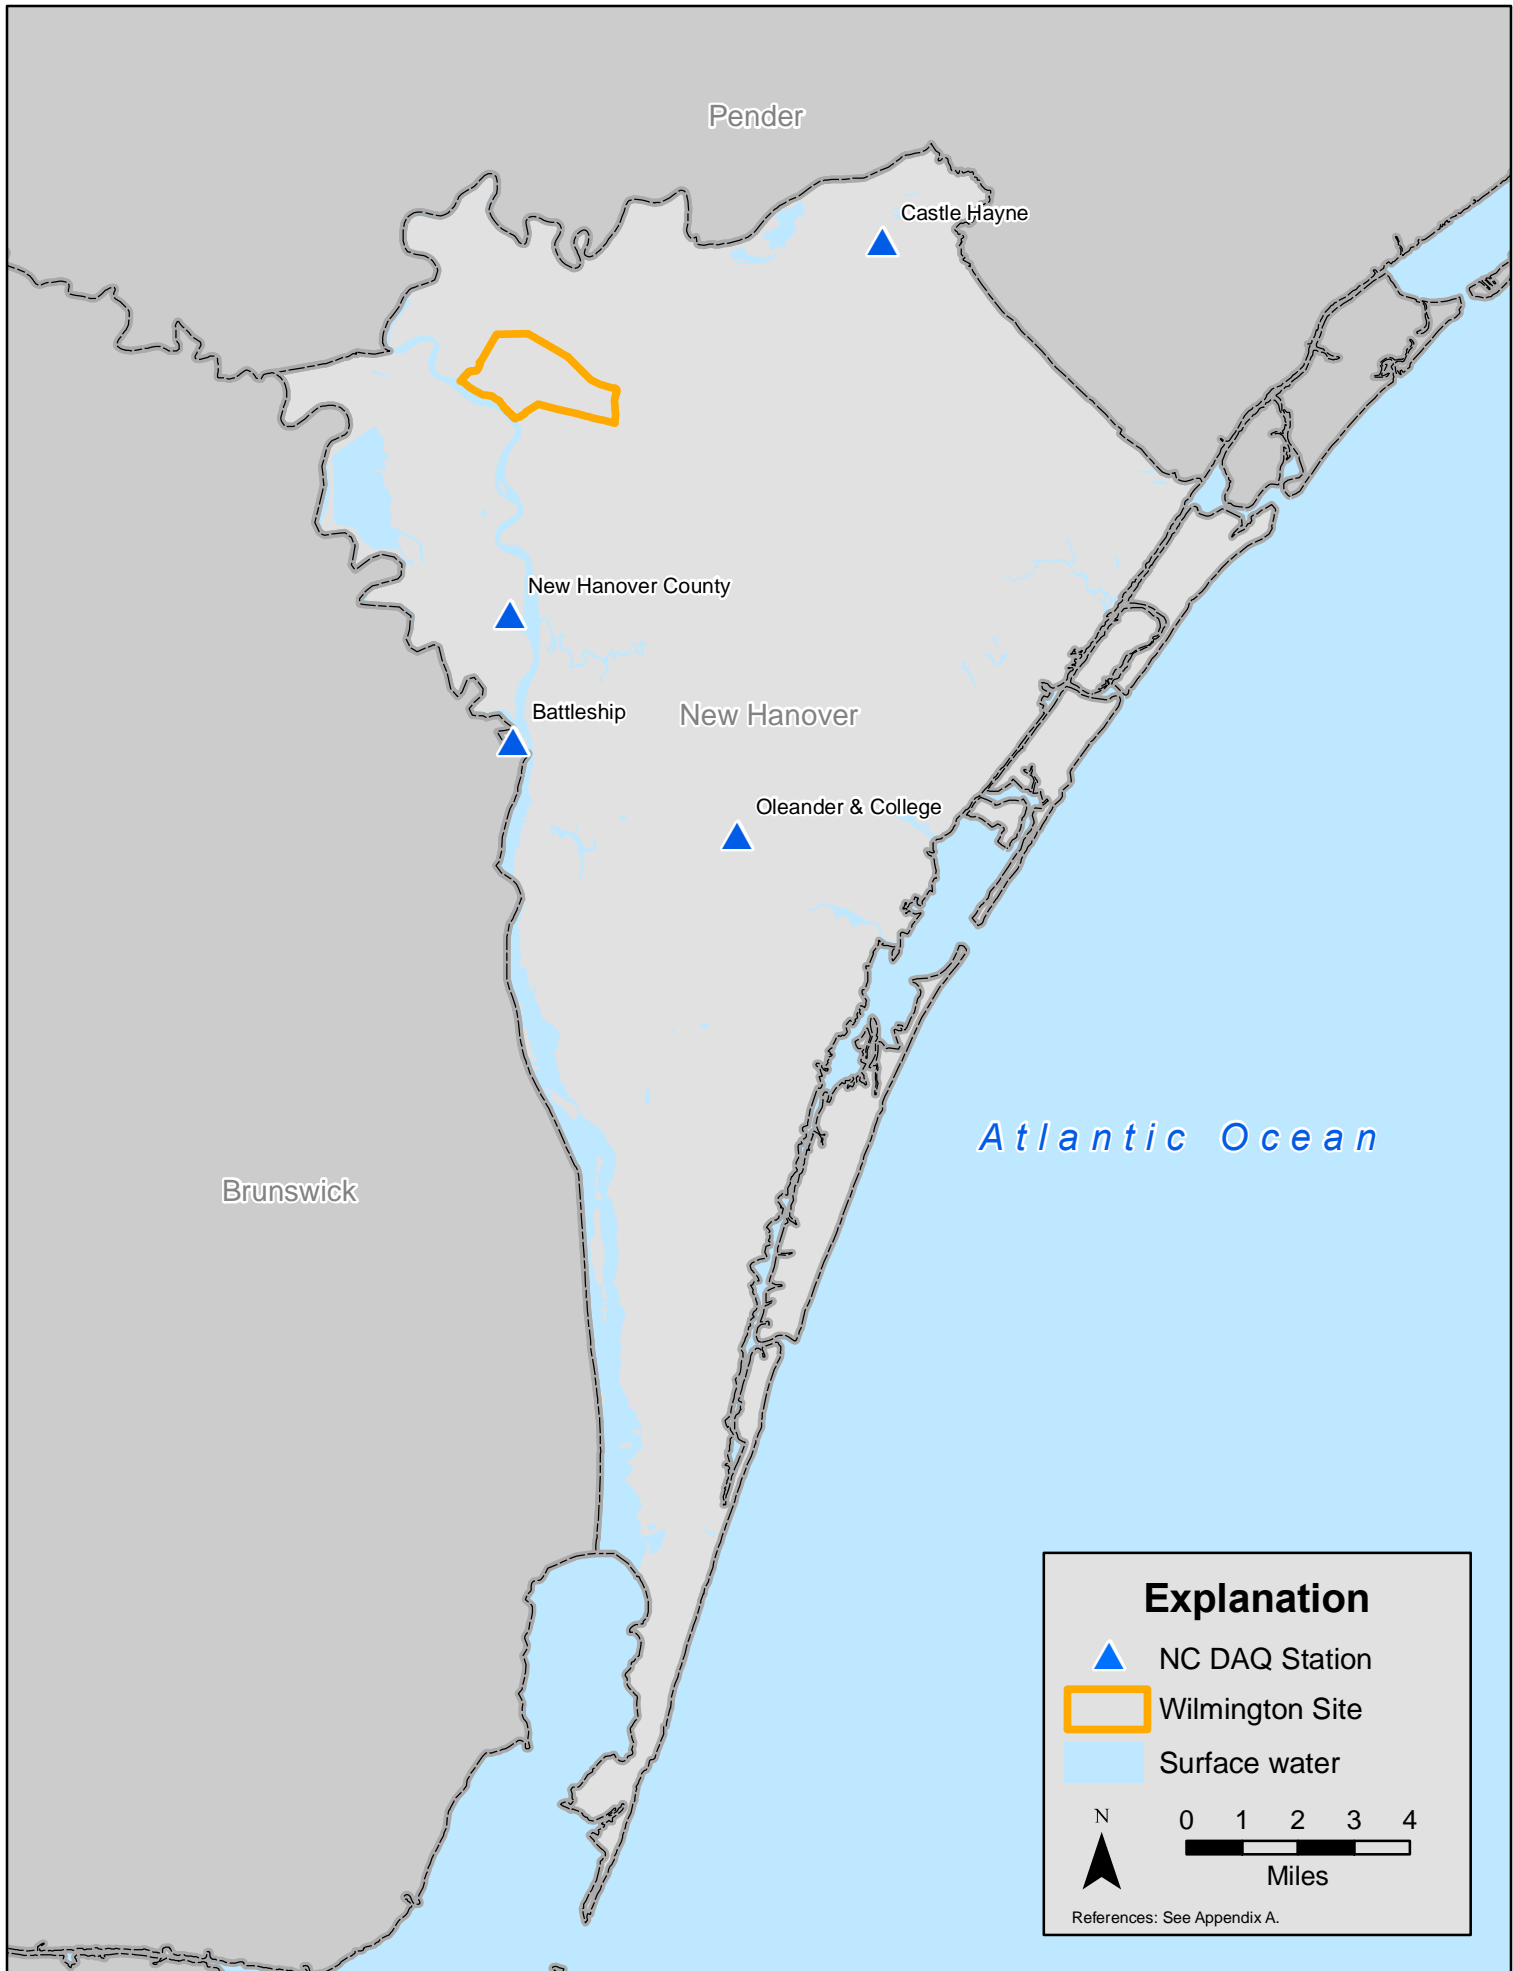 Pender
Castle Hayne
New Hanover County
Battleship
New Hanover
Oleander & College
Atlantic Ocean
Brunswick
Explanation
NC DAQ Station
Wilmington Site
Surface water
N
0 1 2 3 4
Miles
References: See Appendix A.